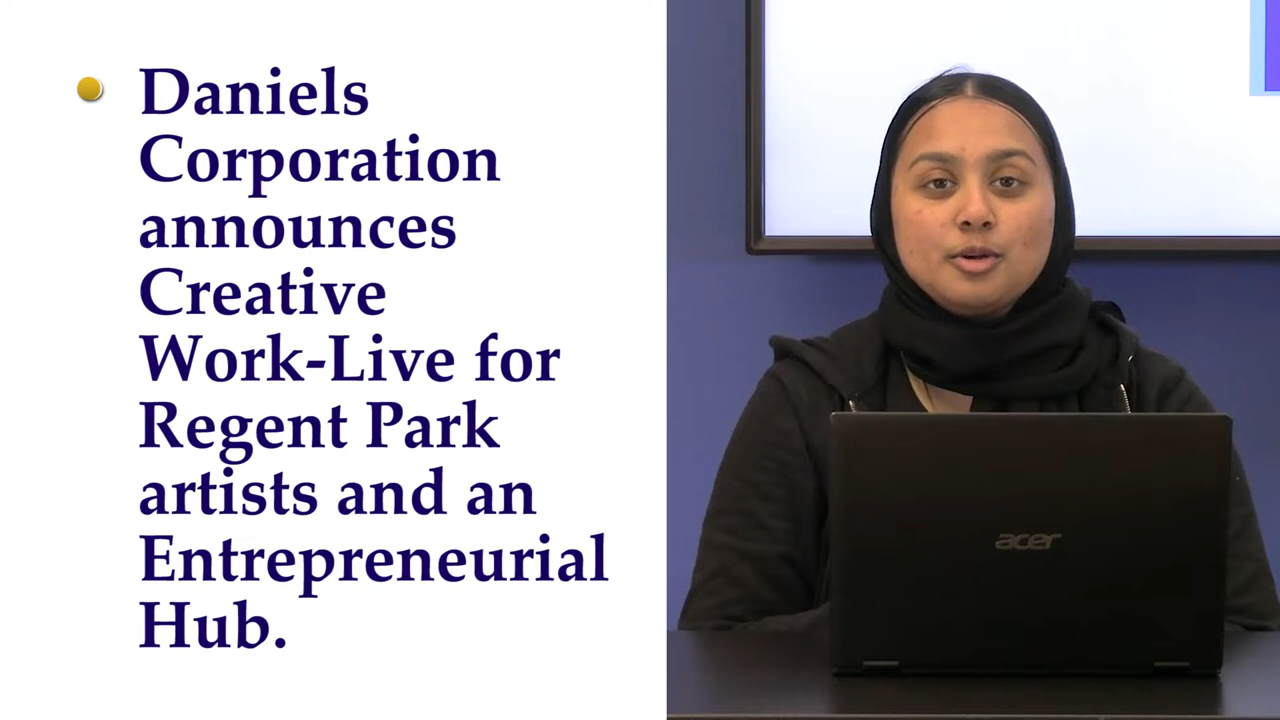 Daniels
Corporation
announces
Creative
Work-Live for
Regent Park
artists and an
Entrepreneurial
Hub.
acer